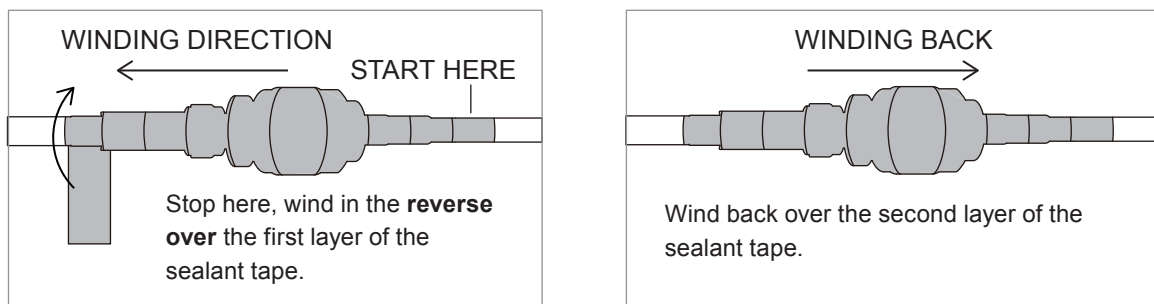 WINDING DIRECTION
START HERE
Stop here, wind in the reverse
over the first layer of the
sealant tape.
WINDING BACK
Wind back over the second layer of the
sealant tape.